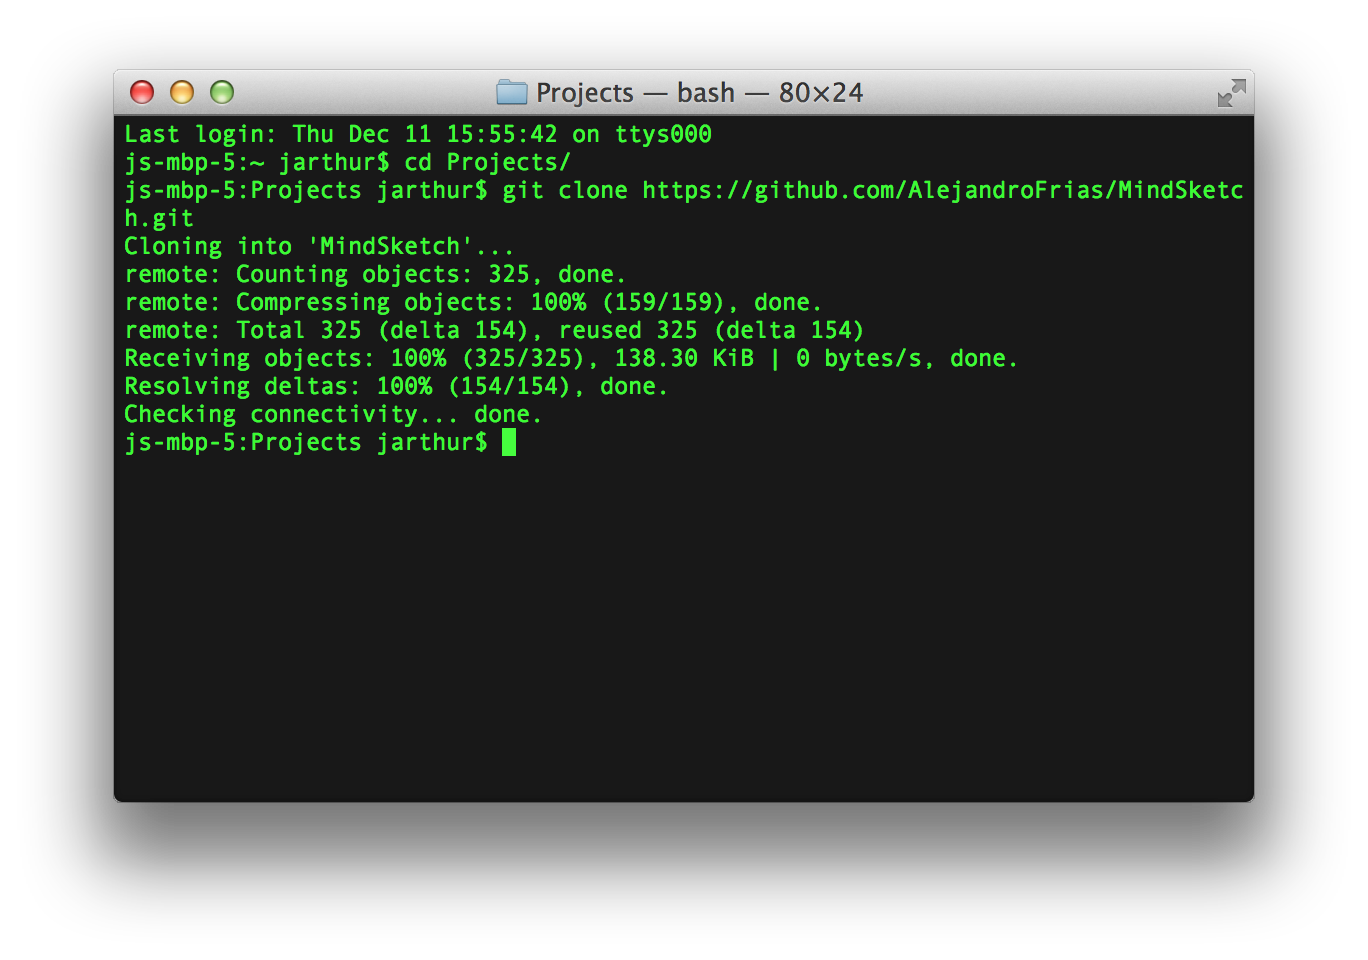 Projects — bash — 80×24
Last login: Thu Dec 11 15:55:42 on ttys000
js-mbp-5:~ jarthur$ cd Projects/
js-mbp-5:Projects jarthur$ git clone https://github.com/AlejandroFrias/MindSketc
h.git
Cloning into 'MindSketch'...
remote: Counting objects: 325, done.
remote: Compressing objects: 100% (159/159), done.
remote: Total 325 (delta 154), reused 325 (delta 154)
Receiving objects: 100% (325/325), 138.30 KiB | 0 bytes/s, done.
Resolving deltas: 100% (154/154), done.
Checking connectivity... done.
js-mbp-5:Projects jarthur$